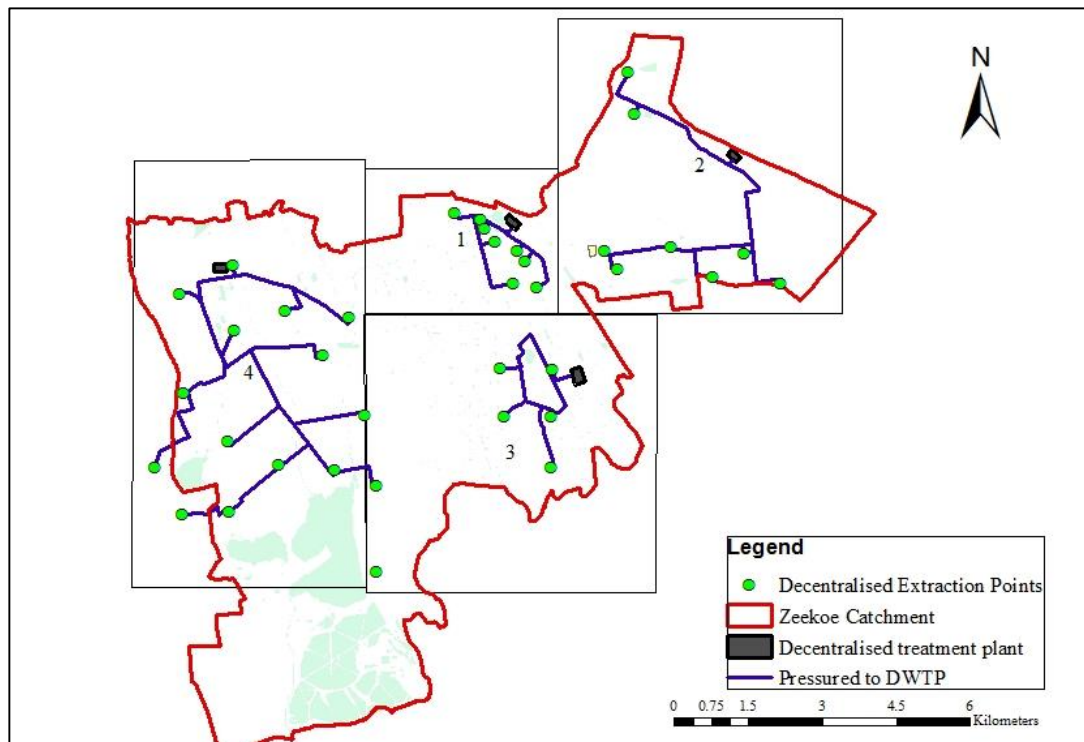 N
2
1
4
3
Legend
Decentralised Extraction Points
Zeekoe Catchment
Decentralised treatment plant
Pressured to DWTP
0 0.75 1.5 3 4.5 6
Kilometers